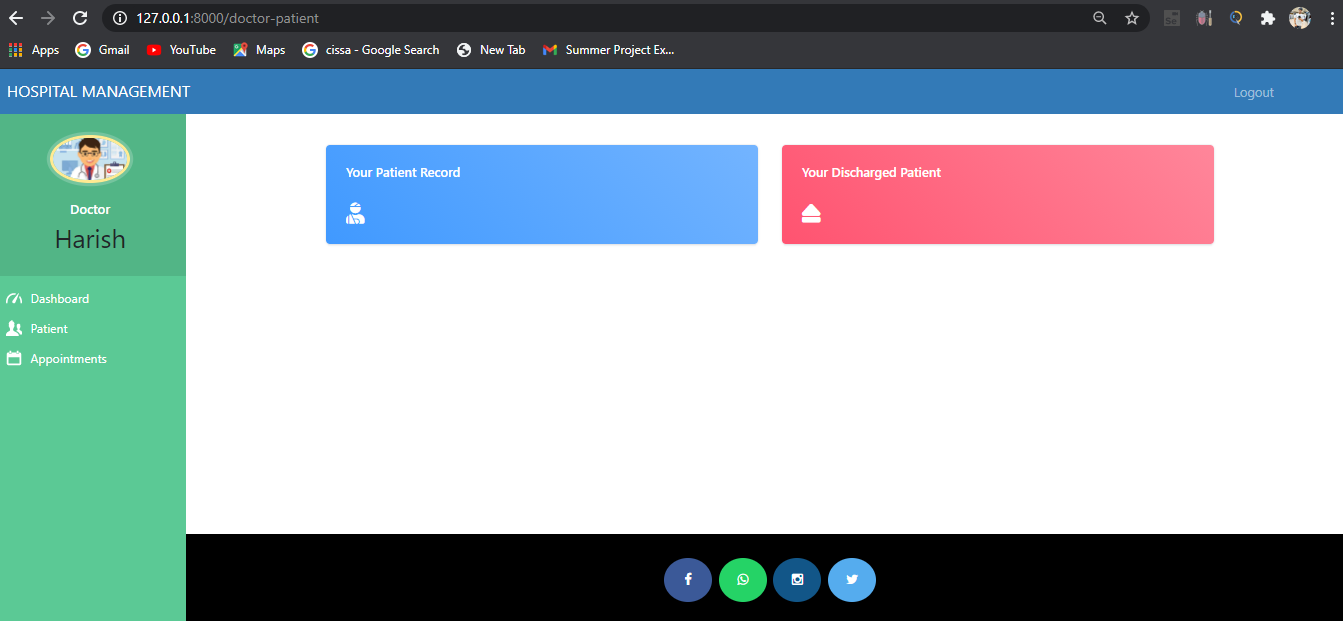 127.0.0.1:8000/doctor-patient
Apps Gmail YouTube Maps cissa - Google Search New Tab Summer Project Ex...
HOSPITAL MANAGEMENT Logout
Your Patient Record Your Discharged Patient
Doctor
Harish
Dashboard
Patient
Appointments